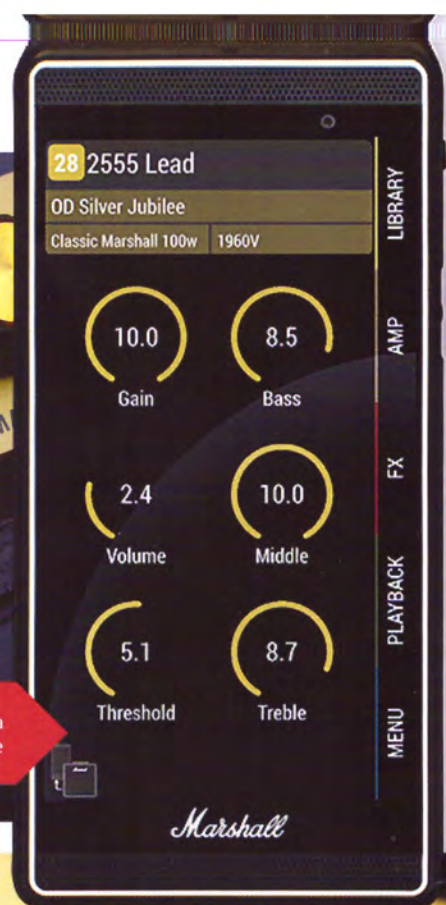 28 2555 Lead
OD Silver Jubilee
Classic Marshall 100w 1960V
10.0 8.5
Gain Bass
2.4 10.0
Volume Middle
5.1 8.7
Threshold Treble
LIBRARY
AMP
FX
PLAYBACK
MENU
Marshall